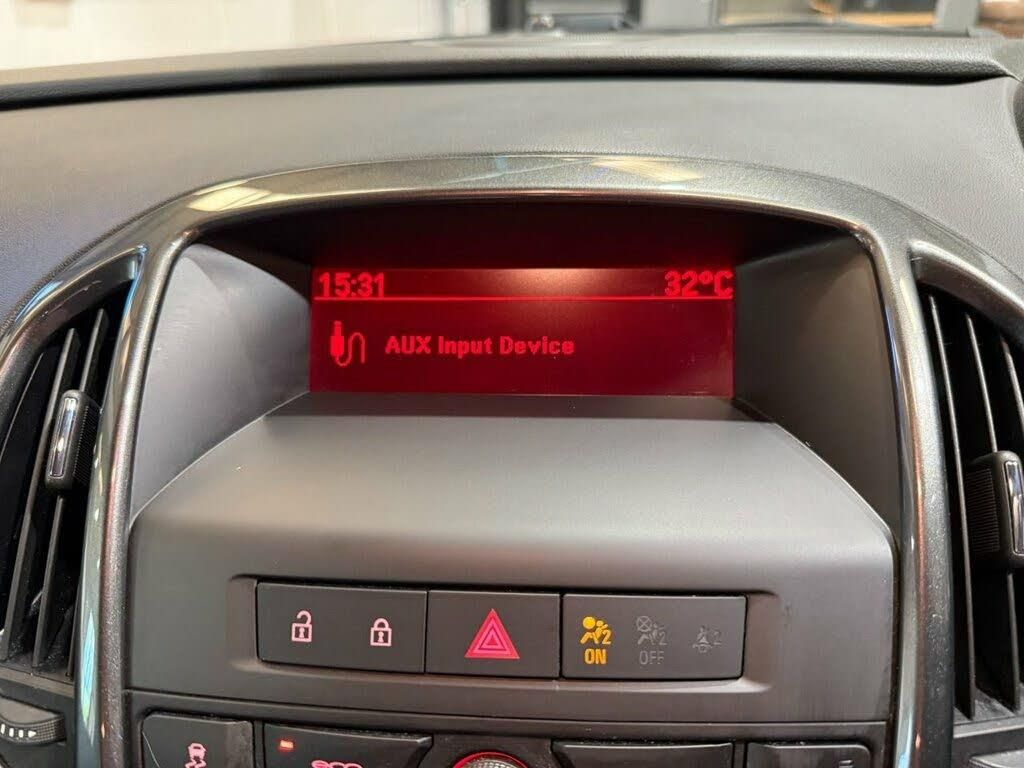 15:31 32°C
AUX Input Device
2
ON
2
OFF
2